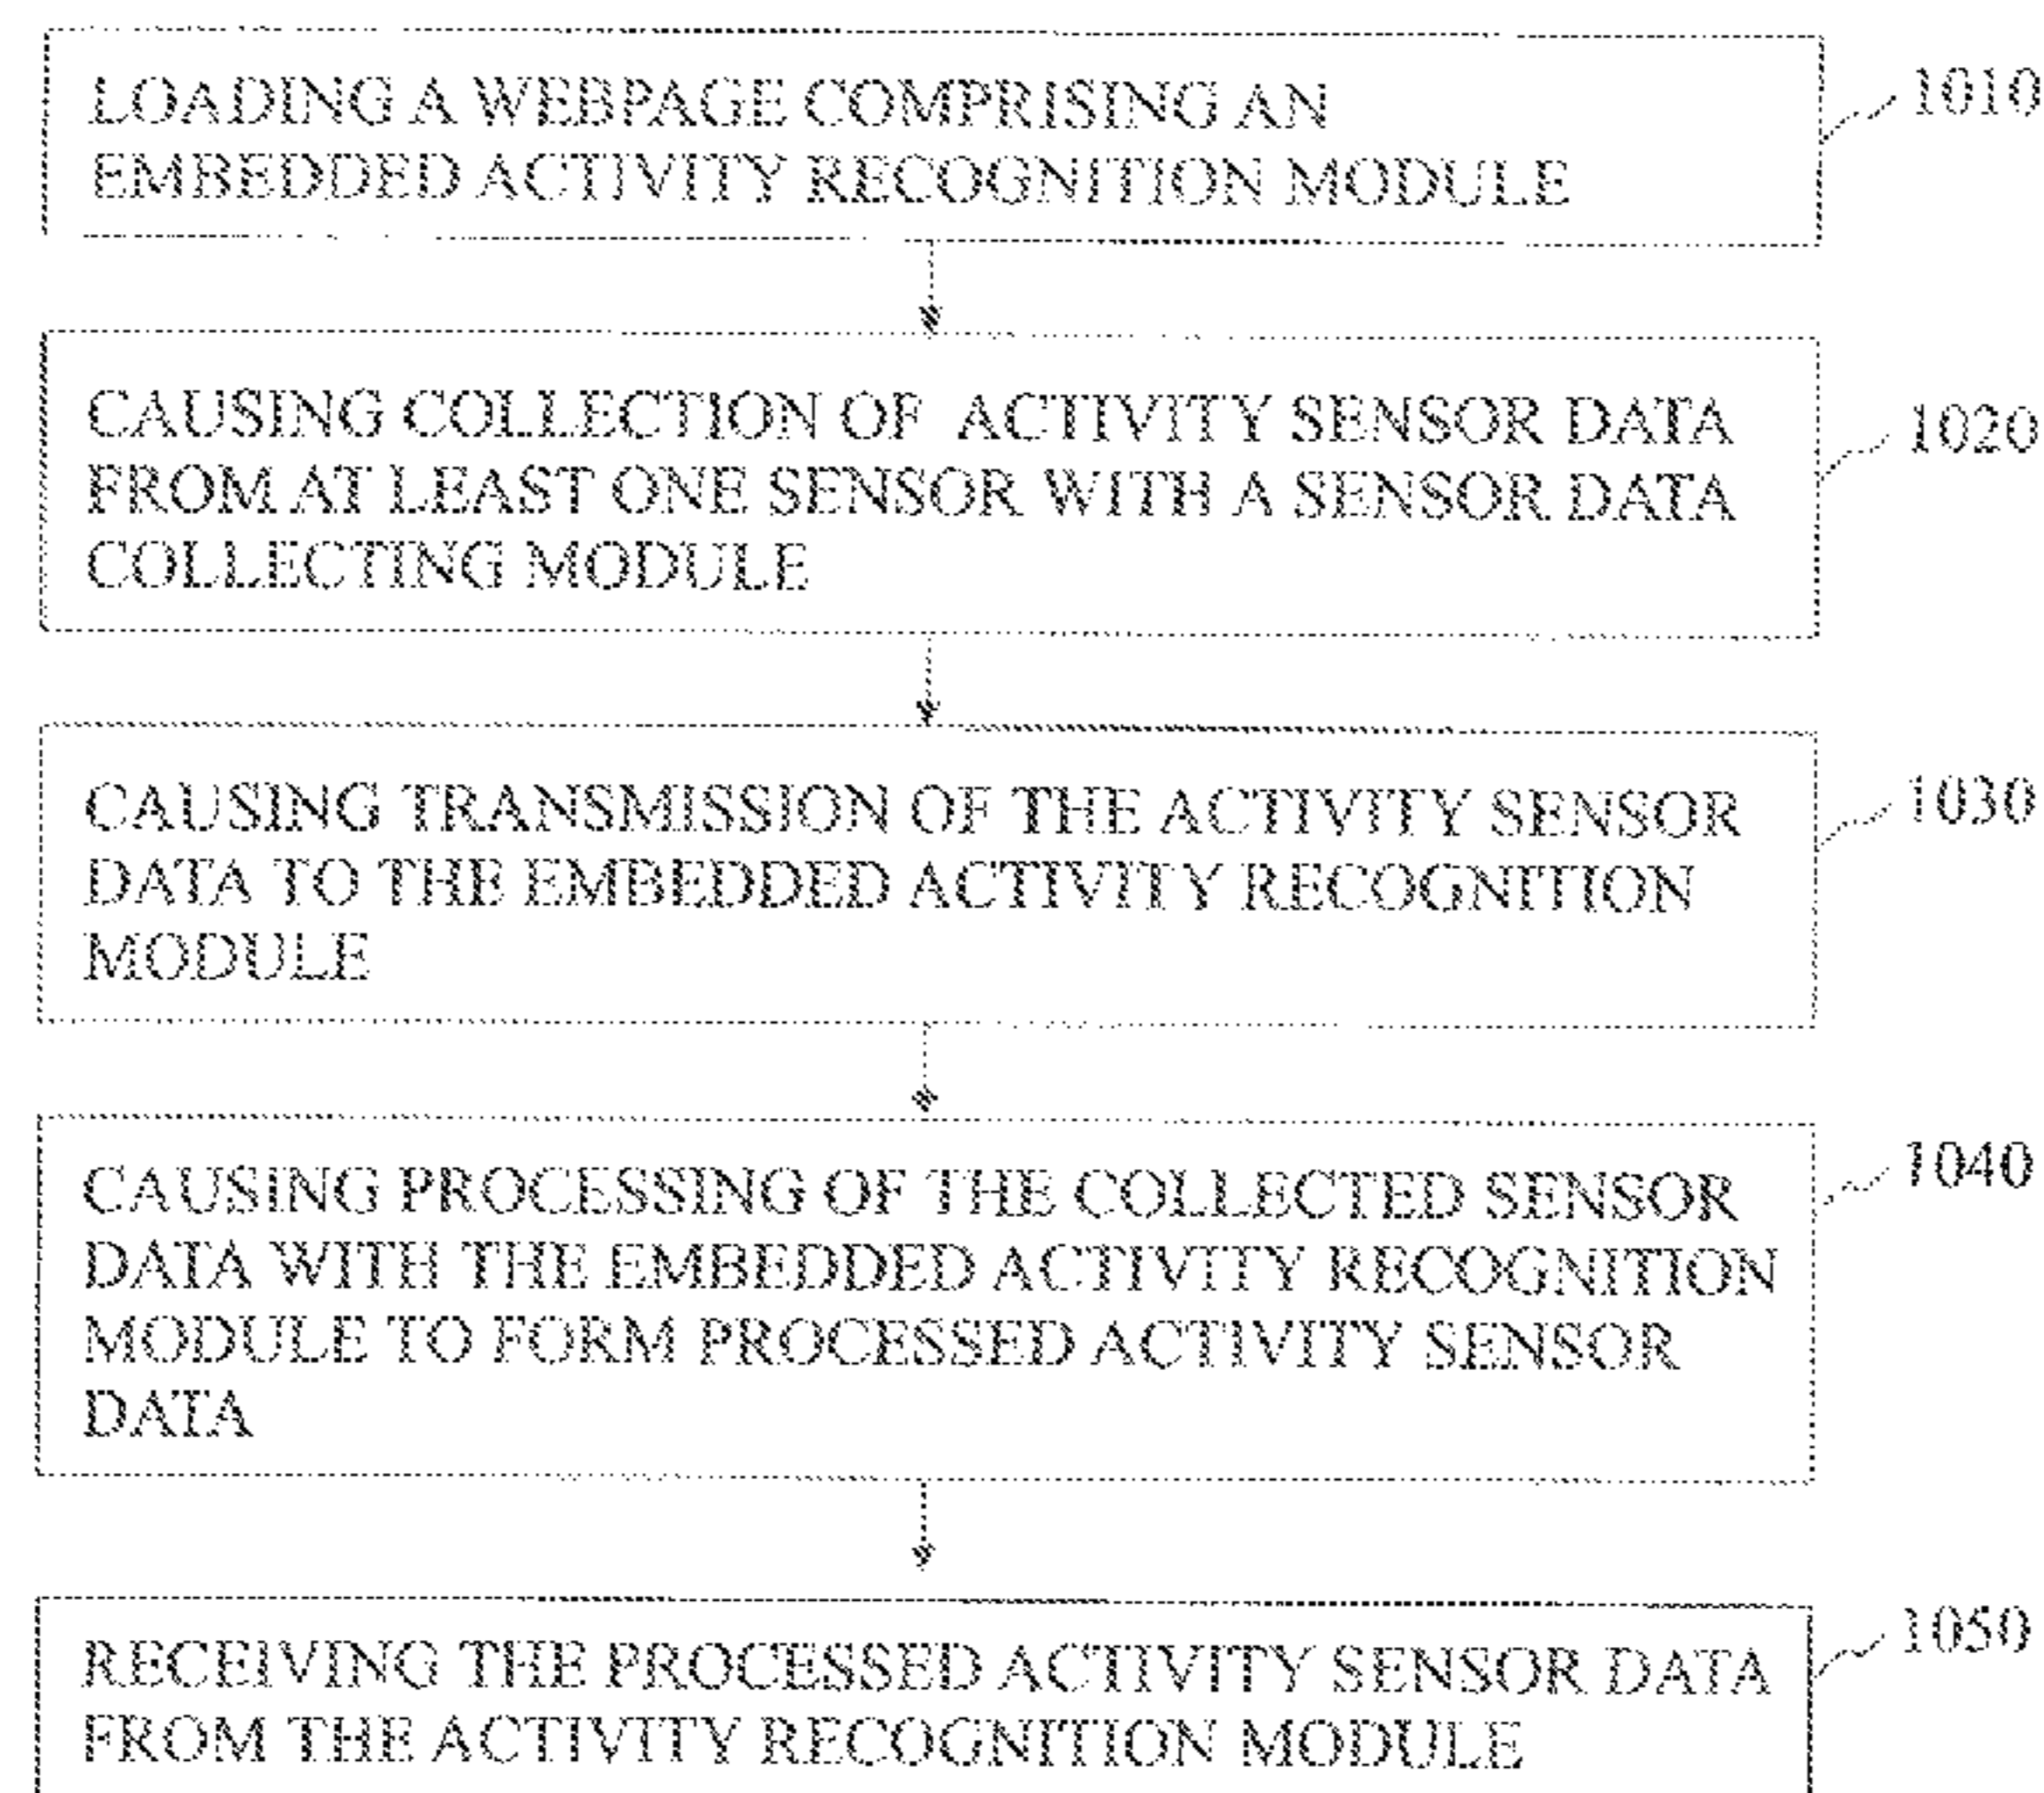 LOADING A WEBPAGE COMPRISING AN
EMBEDDED ACTIVITY RECOGNITION MODULE
1010
CAUSING COLLECTION OF ACTIVITY SENSOR DATA
FROM AT LEAST ONE SENSOR WITH A SENSOR DATA
COLLECTING MODULE
1020
CAUSING TRANSMISSION OF THE ACTIVITY SENSOR
DATA TO THE EMBEDDED ACTIVITY RECOGNITION
MODULE
1030
CAUSING PROCESSING OF THE COLLECTED SENSOR
DATA WITH THE EMBEDDED ACTIVITY RECOGNITION
MODULE TO FORM PROCESSED ACTIVITY SENSOR
DATA
1040
RECEIVING THE PROCESSED ACTIVITY SENSOR DATA
FROM THE ACTIVITY RECOGNITION MODULE
1050